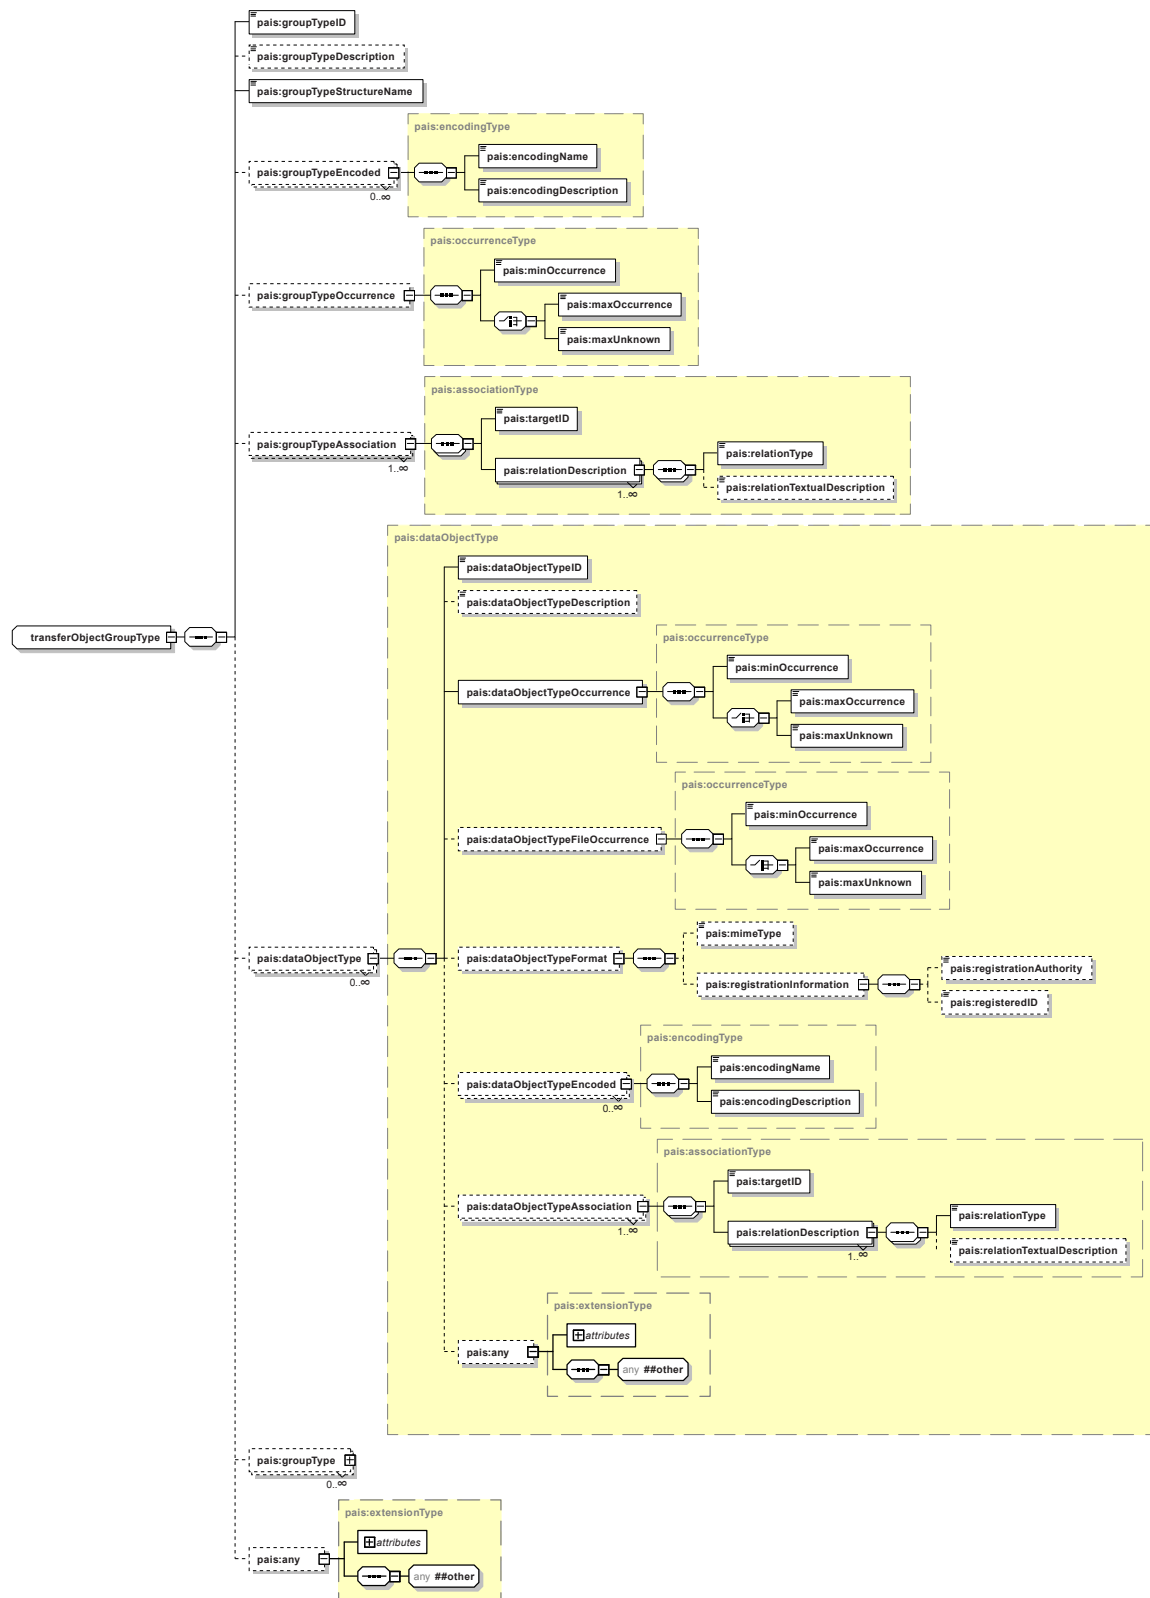 pais:groupTypeID
pais:groupTypeDescription
pais:groupTypeStructureName
pais:encodingType
pais:encodingName
pais:groupTypeEncoded
pais:encodingDescription
0..∞
pais:occurrenceType
pais:minOccurrence
pais:groupTypeOccurrence
pais:maxOccurrence
pais:maxUnknown
pais:associationType
pais:targetID
pais:groupTypeAssociation
1..∞
pais:relationDescription
1..∞
pais:relationType
pais:relationTextualDescription
pais:dataObjectType
pais:dataObjectTypeID
pais:dataObjectTypeDescription
transferObjectGroupType
pais:occurrenceType
pais:minOccurrence
pais:dataObjectTypeOccurrence
pais:maxOccurrence
pais:maxUnknown
pais:occurrenceType
pais:minOccurrence
pais:dataObjectTypeFileOccurrence
pais:maxOccurrence
pais:maxUnknown
pais:mimeType
pais:dataObjectType
0..∞
pais:dataObjectTypeFormat
pais:registrationInformation
pais:registrationAuthority
pais:registeredID
pais:encodingType
pais:encodingName
pais:dataObjectTypeEncoded
0..∞
pais:encodingDescription
pais:associationType
pais:targetID
pais:dataObjectTypeAssociation
1..∞
pais:relationDescription
1..∞
pais:relationType
pais:relationTextualDescription
pais:extensionType
attributes
pais:any
any ##other
pais:groupType
0..∞
pais:extensionType
attributes
pais:any
any ##other